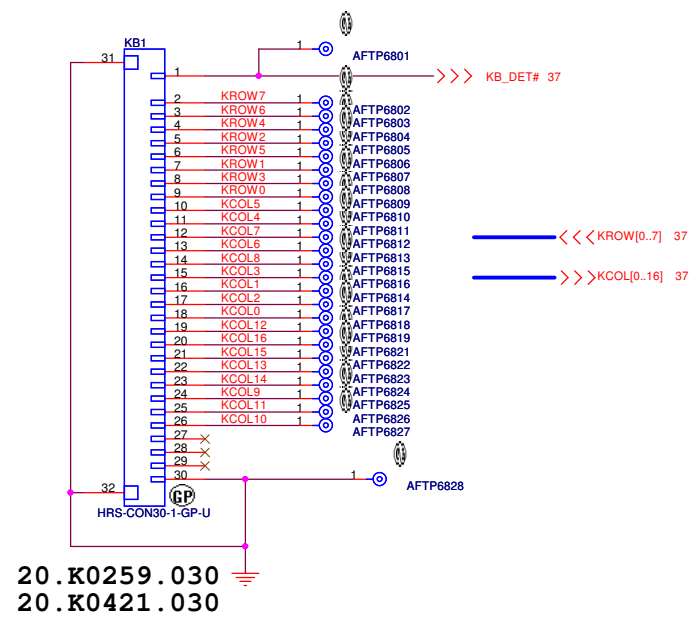 KB1
31 1 AFTP6801
1 KB_DET# 37
2 KROW7 1 AFTP6802
3 KROW6 1 AFTP6803
4 KROW4 1 AFTP6804
5 KROW2 1 AFTP6805
6 KROW5 1 AFTP6806
7 KROW1 1 AFTP6807
8 KROW3 1 AFTP6808
9 KROW0 1 AFTP6809
10 KCOL5 1 AFTP6810
11 KCOL4 1 AFTP6811
12 KCOL7 1 AFTP6812
KROW[0..7] 37
13 KCOL6 1 AFTP6813
14 KCOL8 1 AFTP6815
15 KCOL3 1 AFTP6816
KCOL[0..16] 37
16 KCOL1 1 AFTP6814
17 KCOL2 1 AFTP6817
18 KCOL0 1 AFTP6818
19 KCOL12 1 AFTP6819
20 KCOL16 1 AFTP6821
21 KCOL15 1 AFTP6822
22 KCOL13 1 AFTP6823
23 KCOL14 1 AFTP6824
24 KCOL9 1 AFTP6825
25 KCOL11 1 AFTP6826
26 KCOL10 1 AFTP6827
27
28
29
30 1 AFTP6828
32 GP
HRS-CON30-1-GP-U
20.K0259.030
20.K0421.030